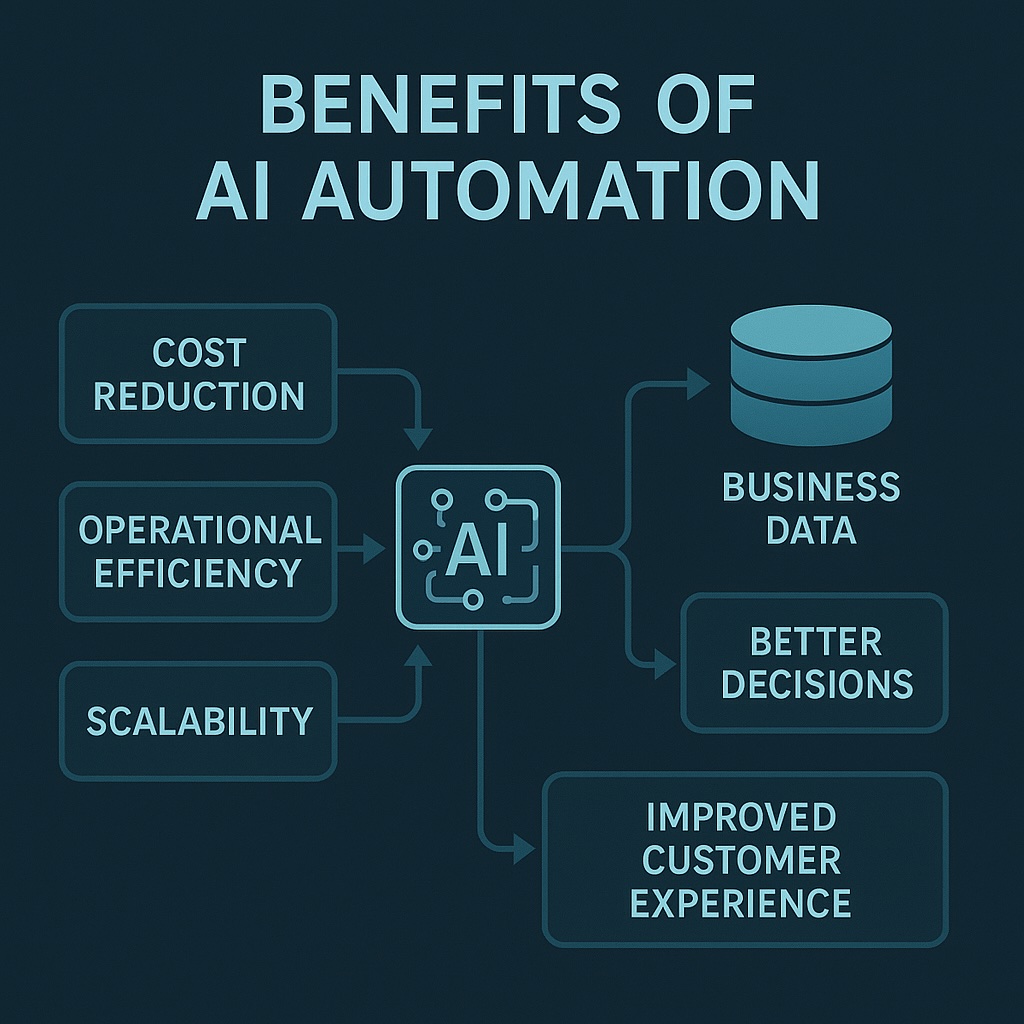 BENEFITS OF
AI AUTOMATION
COST
REDUCTION
OPERATIONAL
EFFICIENCY
SCALABILITY
AI
BUSINESS
DATA
BETTER
DECISIONS
IMPROVED
CUSTOMER
EXPERIENCE